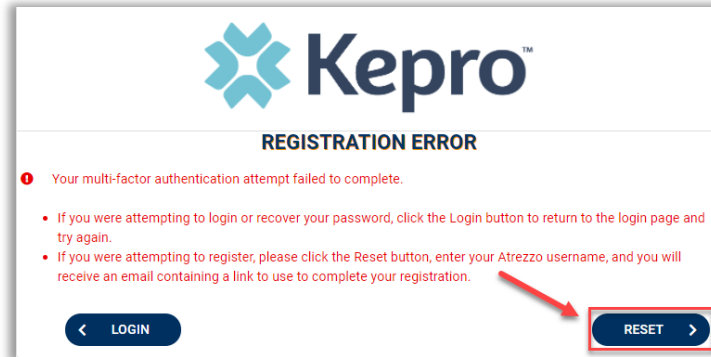 Kepro™
REGISTRATION ERROR
Your multi-factor authentication attempt failed to complete.
• If you were attempting to login or recover your password, click the Login button to return to the login page and
try again.
• If you were attempting to register, please click the Reset button, enter your Atrezzo username, and you will
receive an email containing a link to use to complete your registration.
LOGIN
RESET